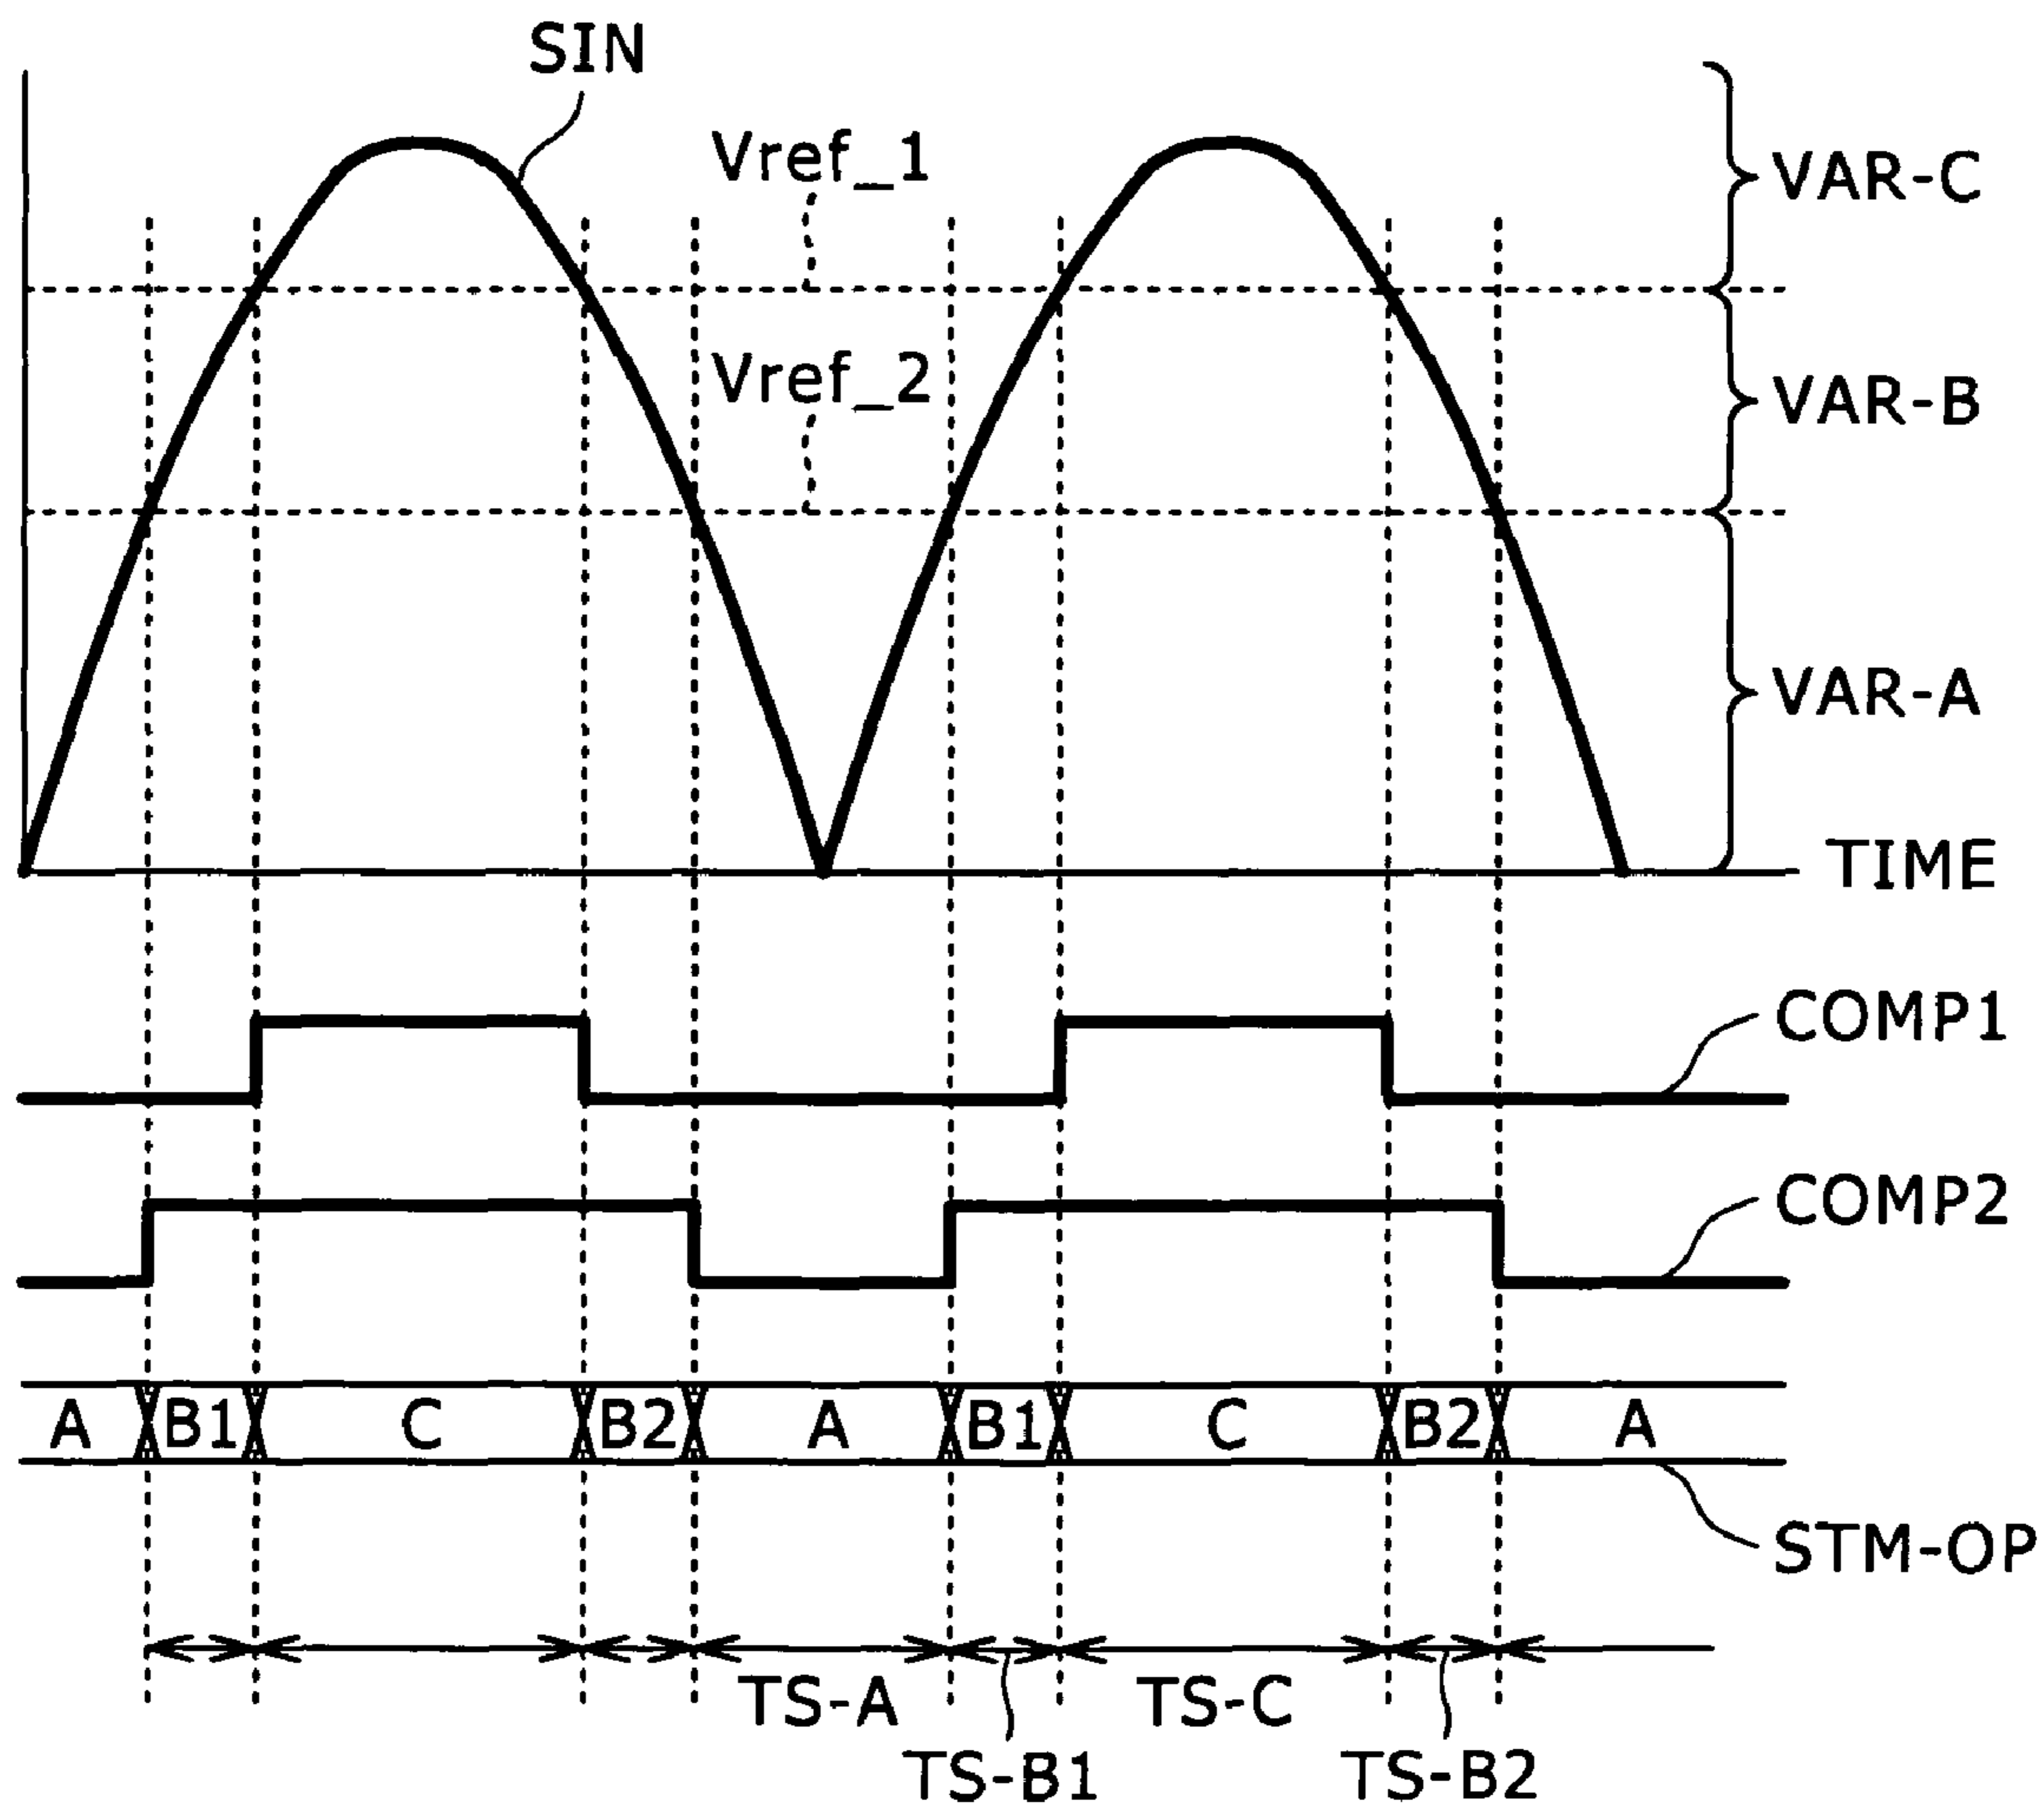 SIN
Vref_1
VAR-C
Vref_2
VAR-B
VAR-A
TIME
COMP1
COMP2
A B1 C B2 A B1 C B2 A
STM-OP
TS-A TS-C
TS-B1 TS-B2